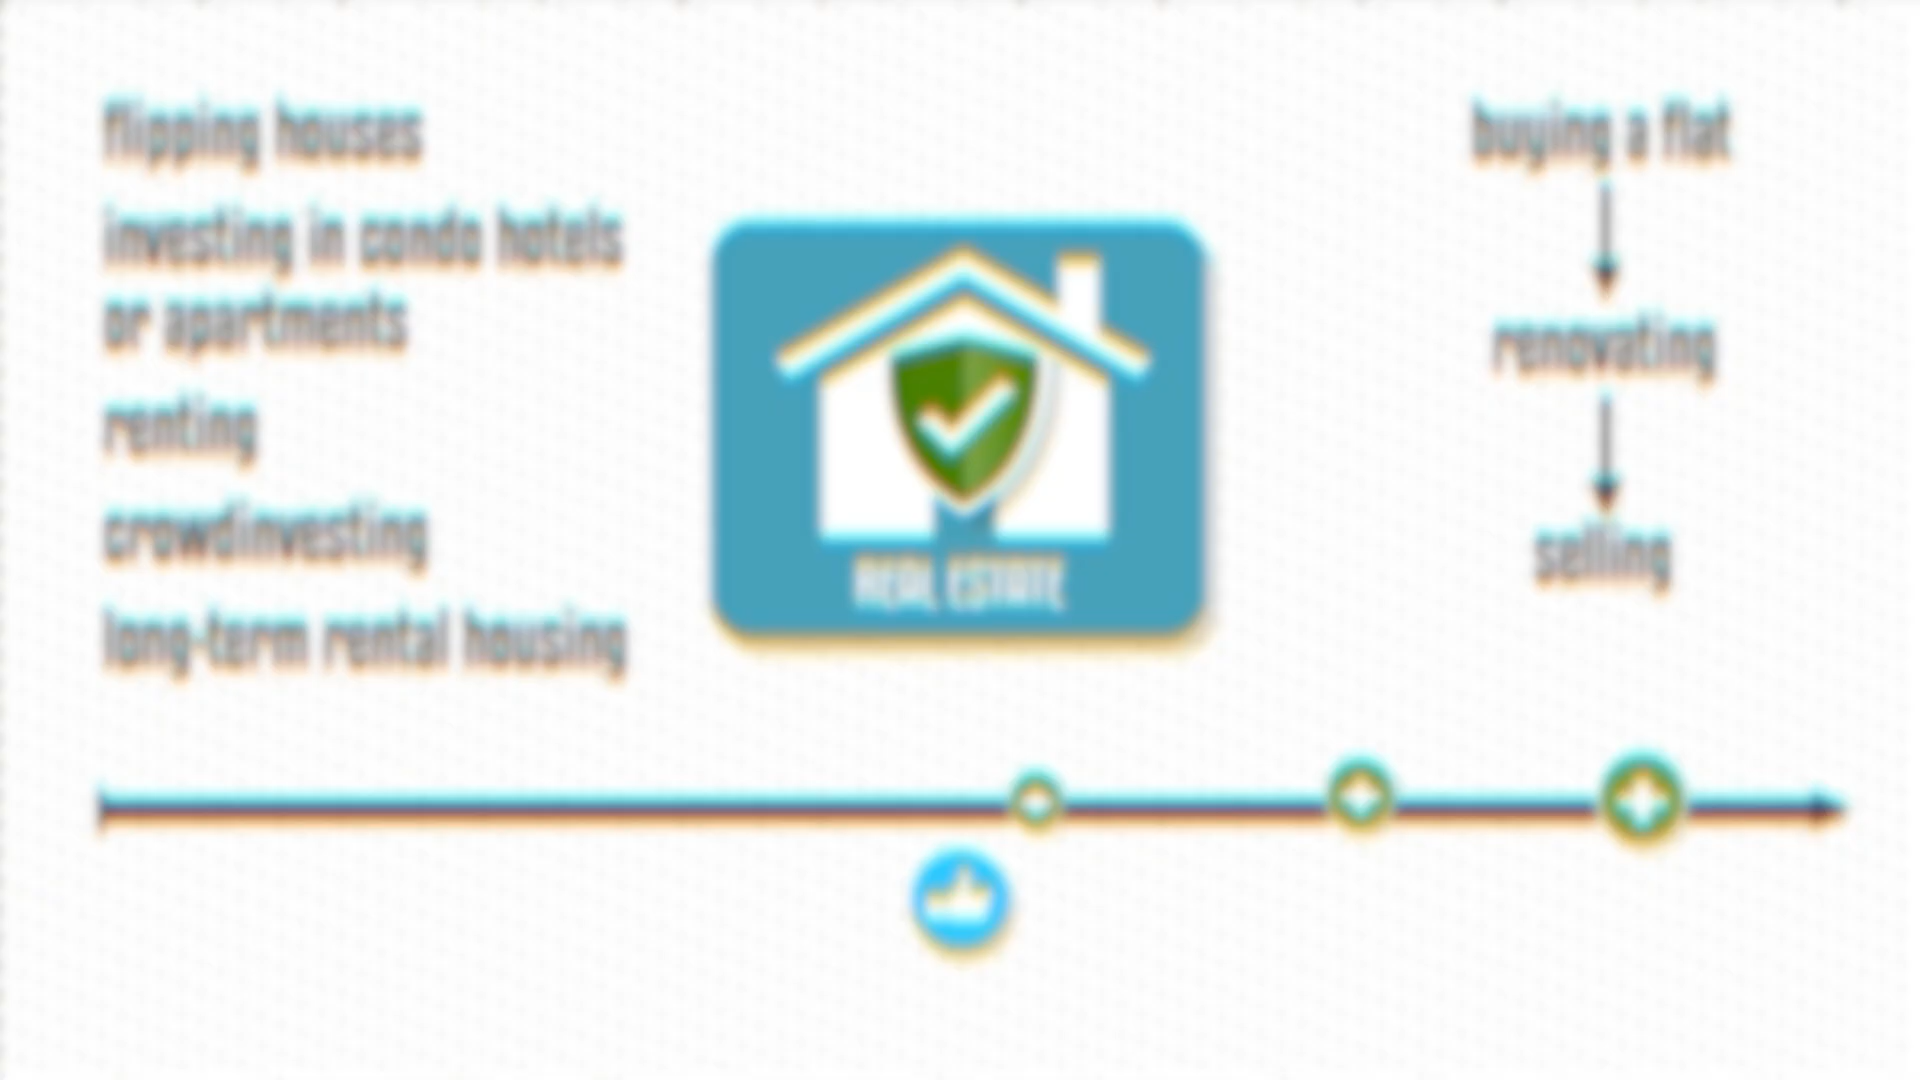 flipping houses
investing in condo hotels
or apartments
renting
crowdinvesting
long-term rental housing
REAL ESTATE
buying a flat
renovating
selling